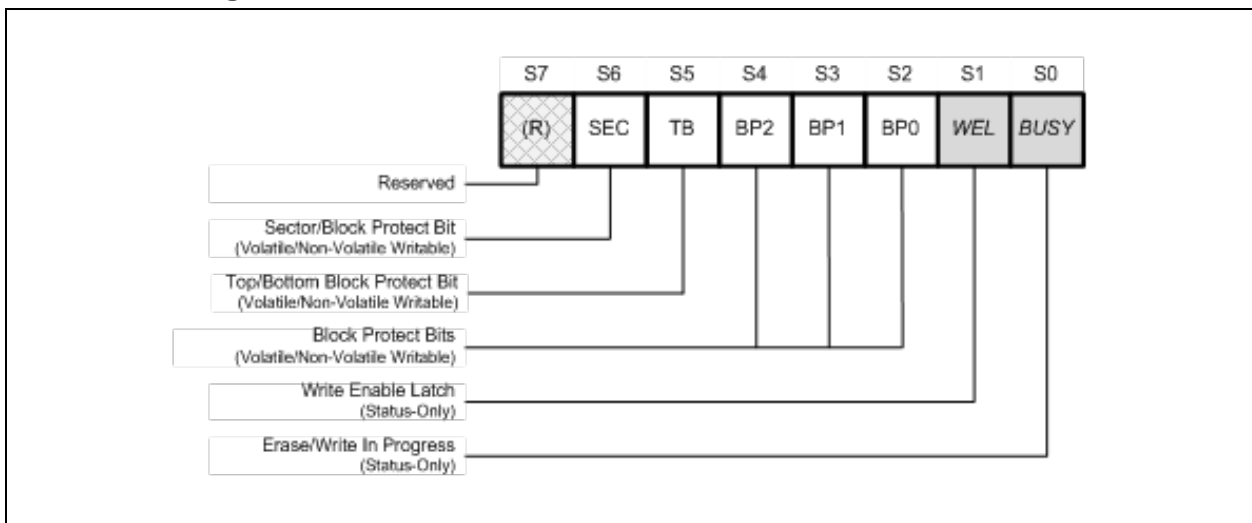 S7 S6 S5 S4 S3 S2 S1 S0
(R) SEC TB BP2 BP1 BP0 WEL BUSY
Reserved
Sector/Block Protect Bit
(Volatile/Non-Volatile Writable)
Top/Bottom Block Protect Bit
(Volatile/Non-Volatile Writable)
Block Protect Bits
(Volatile/Non-Volatile Writable)
Write Enable Latch
(Status-Only)
Erase/Write In Progress
(Status-Only)